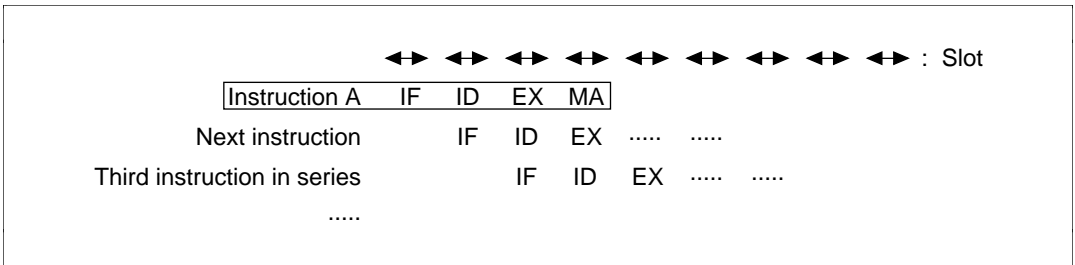 : Slot
Instruction A IF ID EX MA
Next instruction IF ID EX ..... .....
Third instruction in series IF ID EX ..... .....
.....